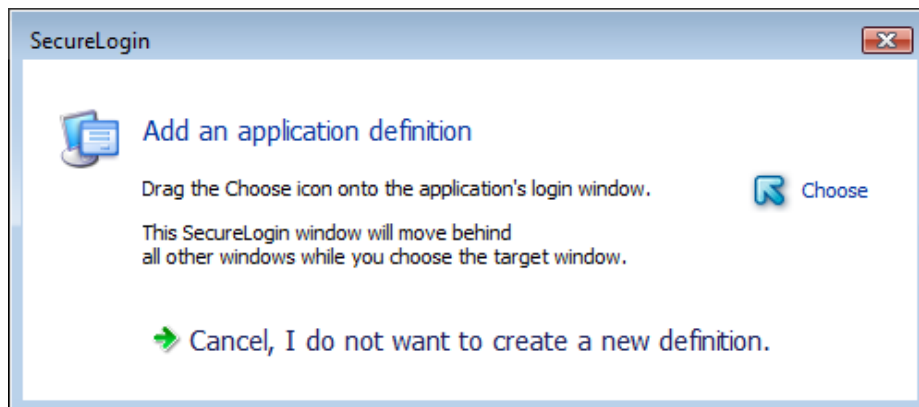 SecureLogin
Add an application definition
Drag the Choose icon onto the application's login window.
Choose
This SecureLogin window will move behind
all other windows while you choose the target window.
Cancel, I do not want to create a new definition.